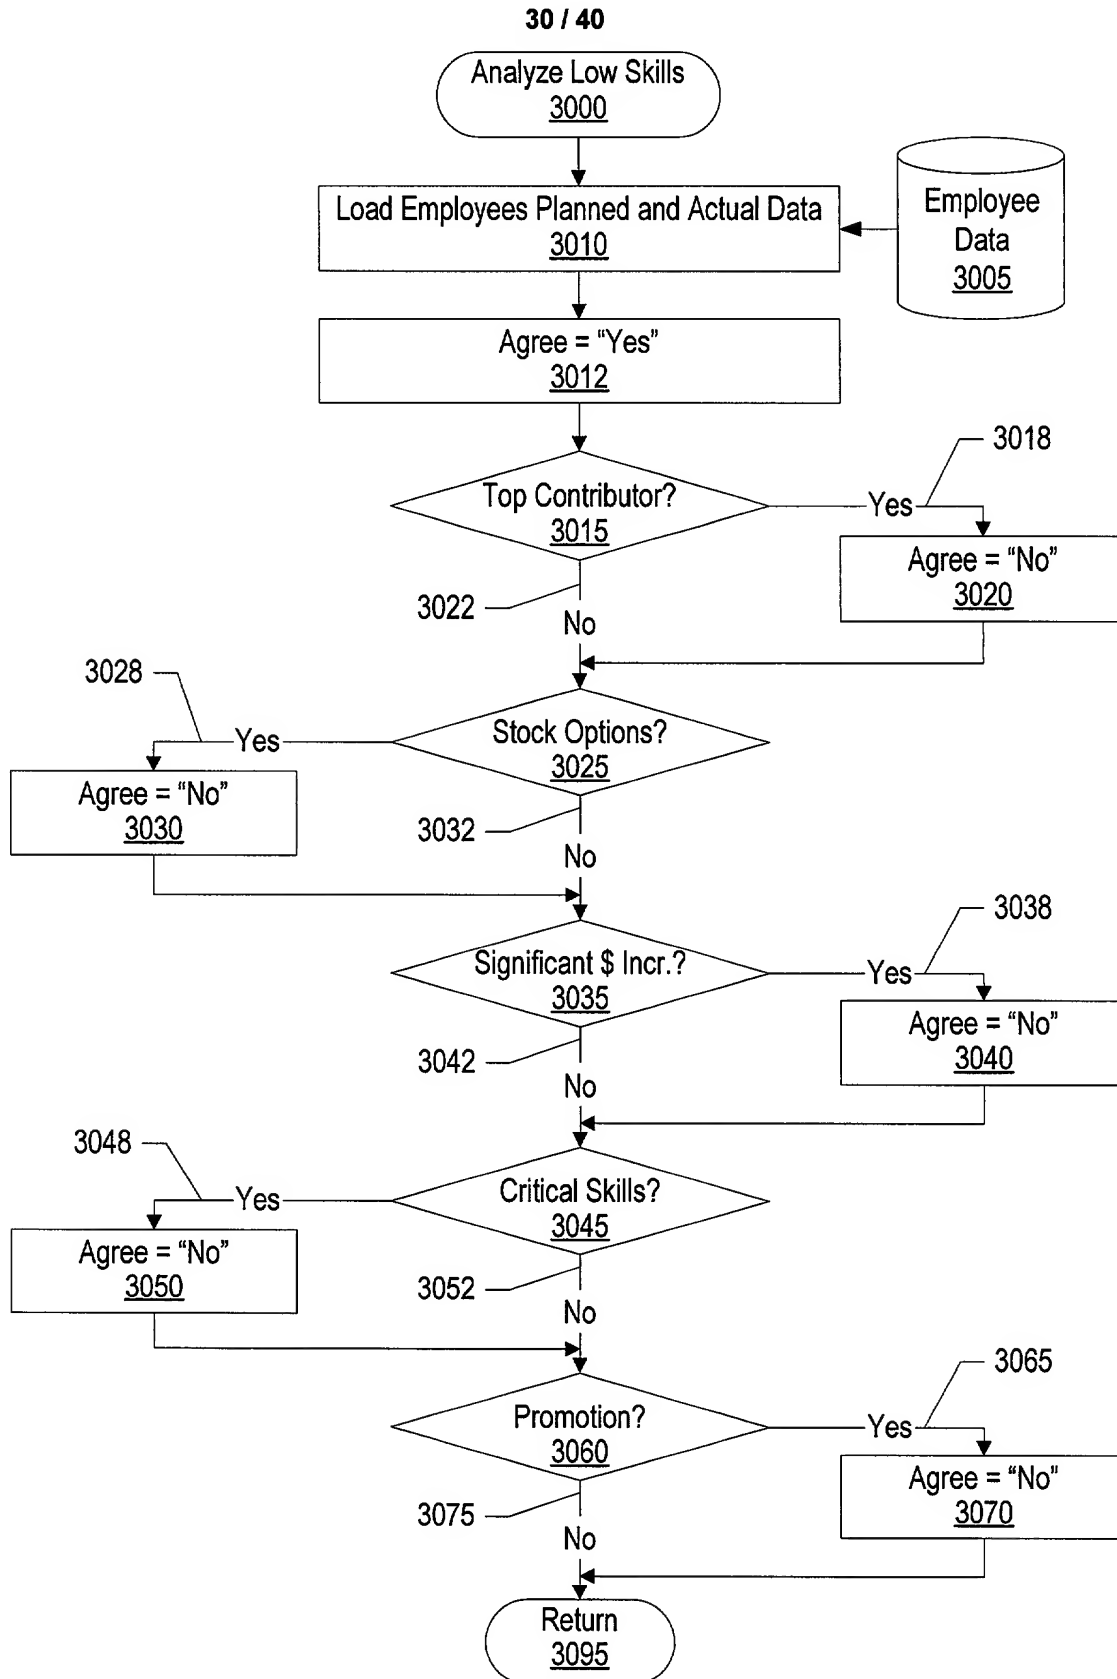 30 / 40
Analyze Low Skills
3000
Load Employees Planned and Actual Data
3010
Employee
Data
3005
Agree = “Yes”
3012
3018
Top Contributor?
3015
Yes
Agree = “No”
3020
3022
No
3028
Yes
Stock Options?
3025
Agree = “No”
3030
3032
No
3038
Significant $ Incr.?
3035
Yes
Agree = “No”
3040
3042
No
3048
Yes
Critical Skills?
3045
Agree = “No”
3050
3052
No
3065
Promotion?
3060
Yes
Agree = “No”
3070
3075
No
Return
3095